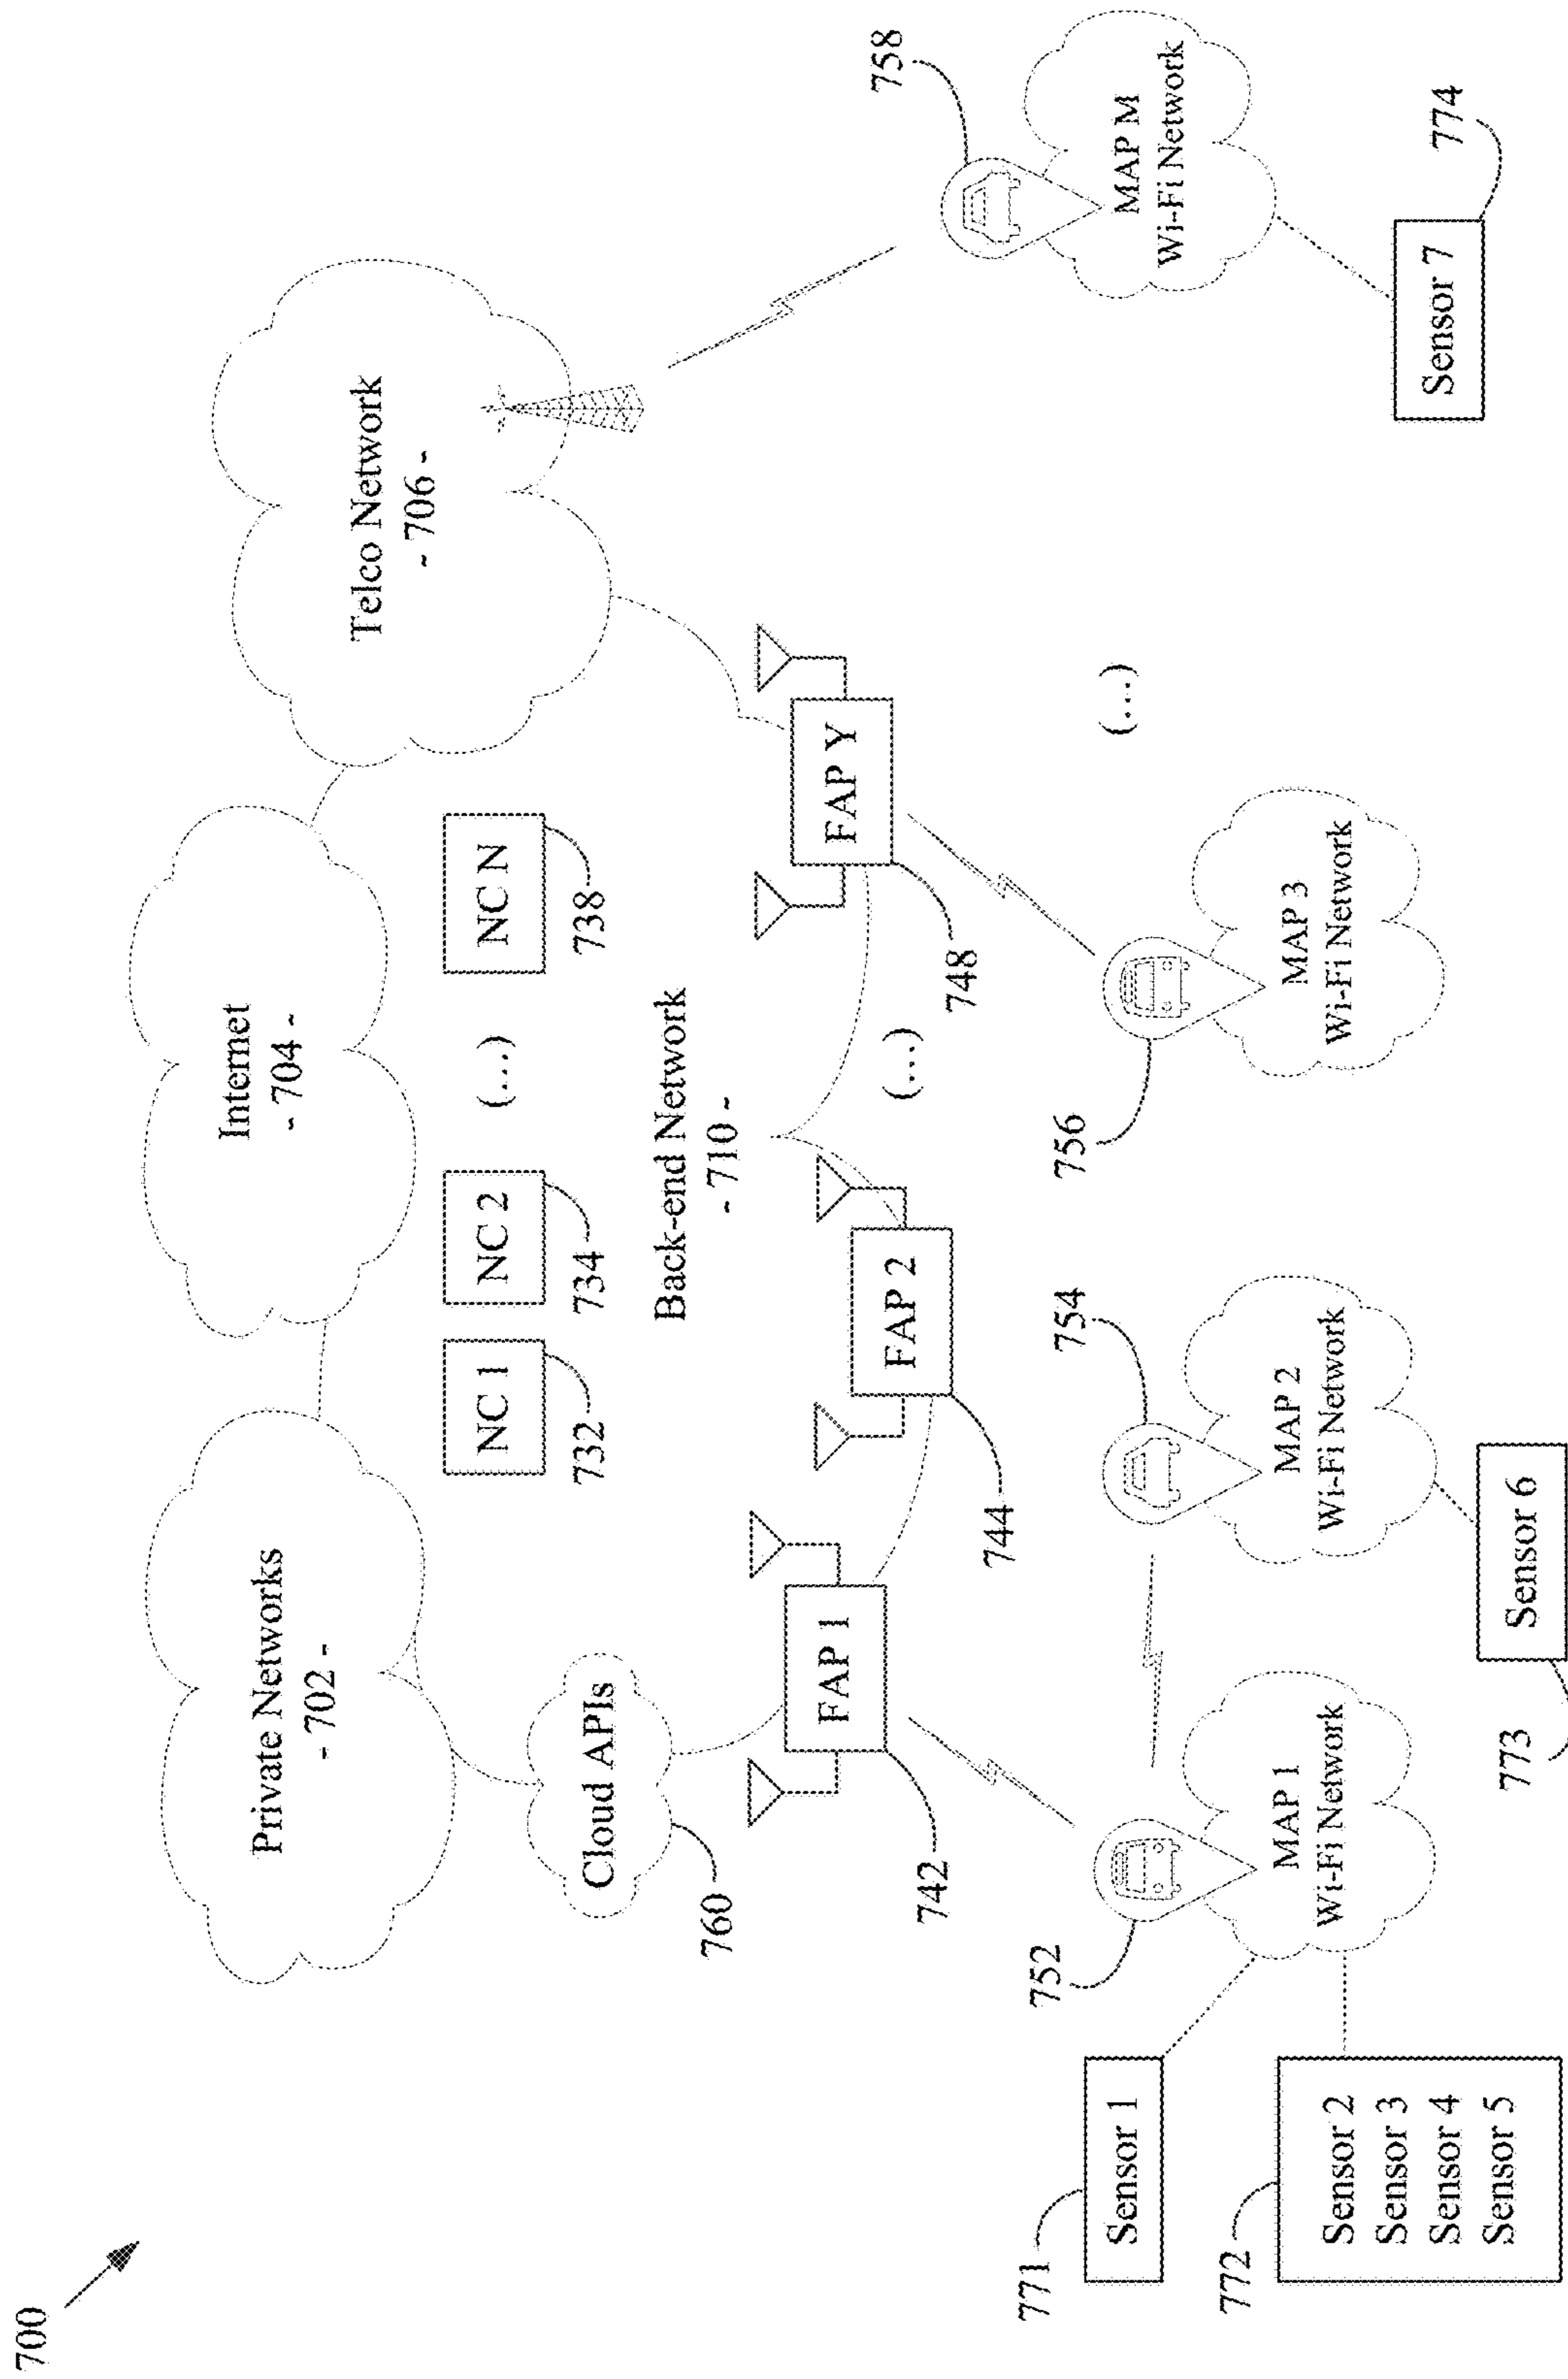 700
Private Networks
- 702 -
Internet
- 704 -
Telco Network
- 706 -
NC 1
732
NC 2
734
(...)
NC N
738
Cloud APIs
760
Back-end Network
- 710 -
FAP 1
742
FAP 2
744
(...)
FAP Y
748
752
MAP 1
Wi-Fi Network
754
MAP 2
Wi-Fi Network
756
MAP 3
Wi-Fi Network
(...)
758
MAP M
Wi-Fi Network
771
Sensor 1
772
Sensor 2
Sensor 3
Sensor 4
Sensor 5
773
Sensor 6
774
Sensor 7